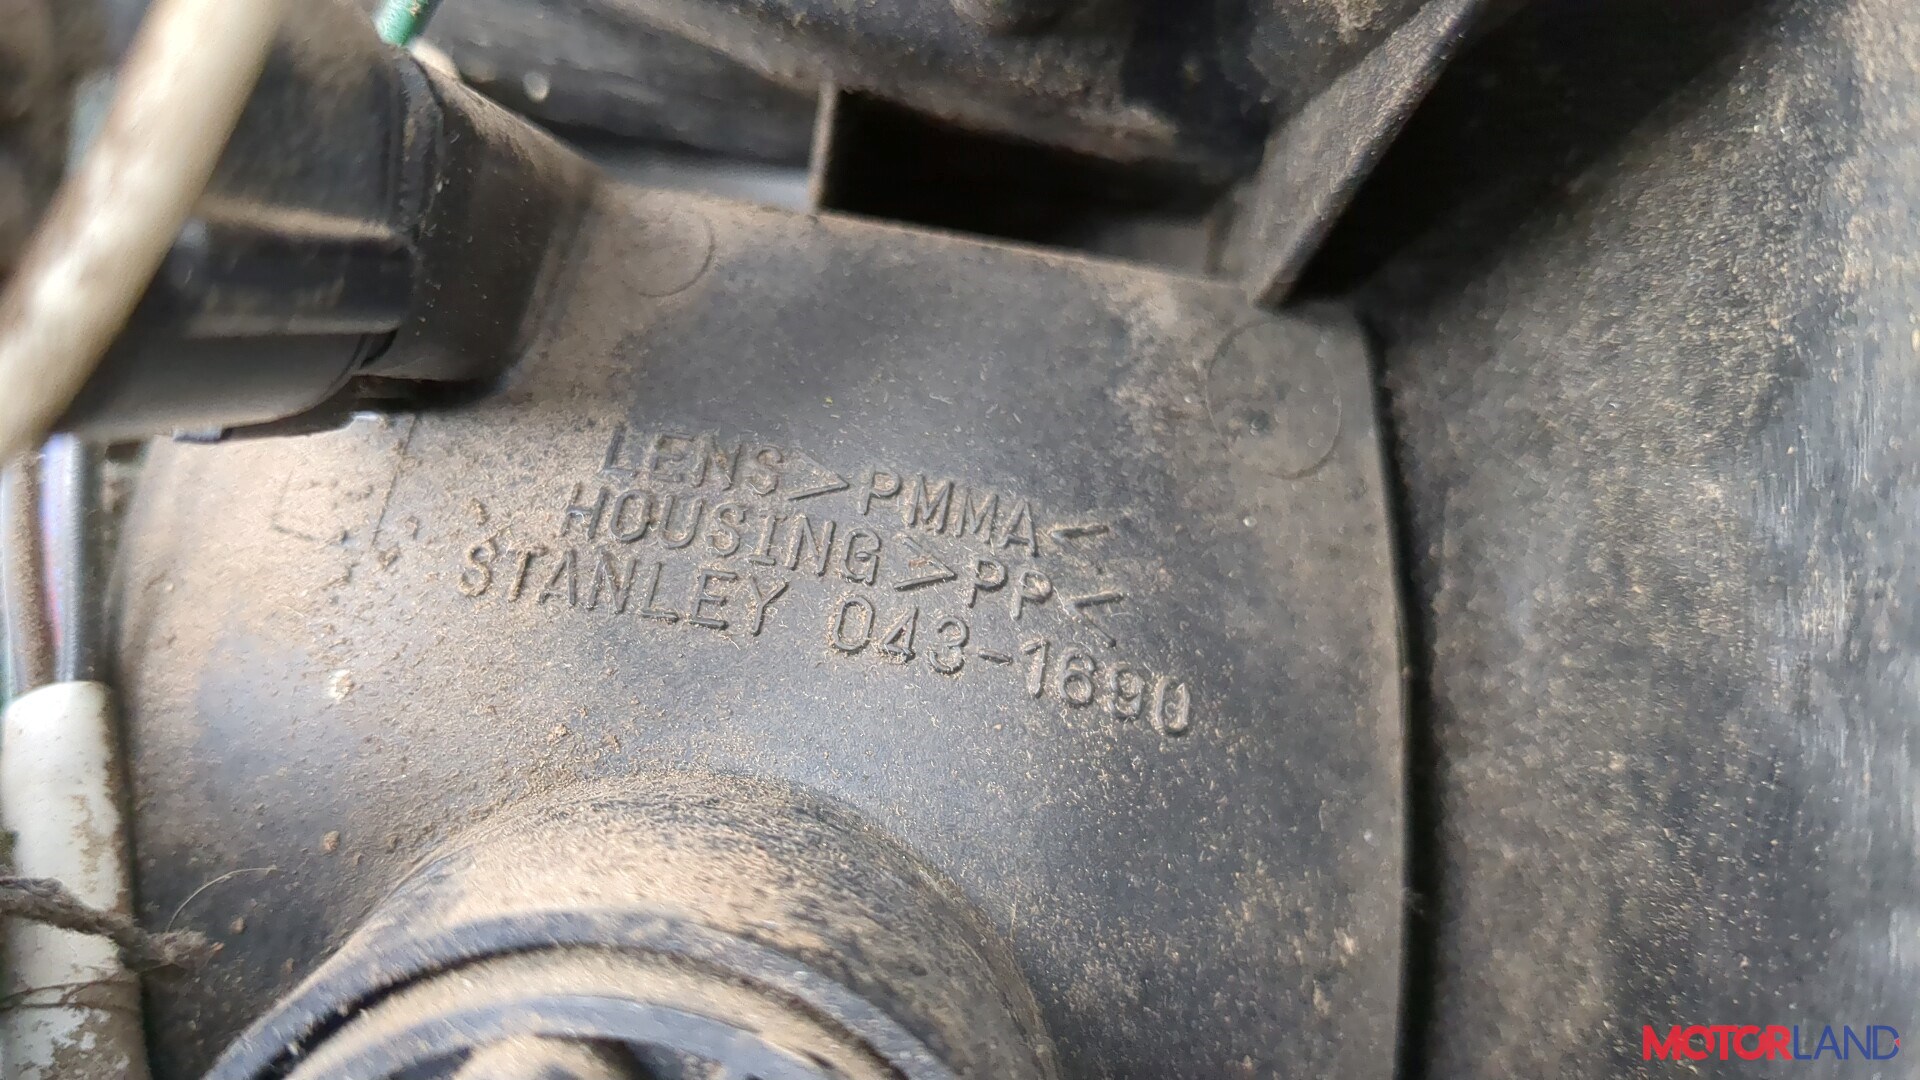 LENS>PMMA<
HOUSING>PP<
STANLEY 043-1690
MOTORLAND